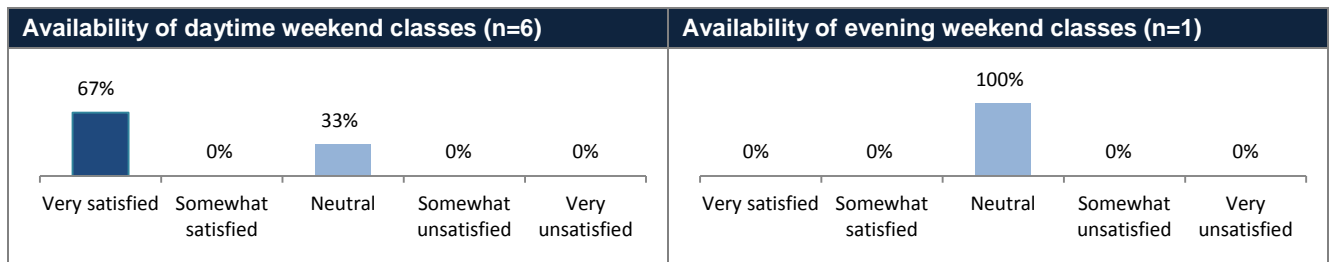 Availability of daytime weekend classes (n=6)
67%
0%
33%
0%
0%
Very satisfied
Somewhat
satisfied
Neutral
Somewhat
unsatisfied
Very
unsatisfied
Availability of evening weekend classes (n=1)
0%
0%
100%
0%
0%
Very satisfied
Somewhat
satisfied
Neutral
Somewhat
unsatisfied
Very
unsatisfied